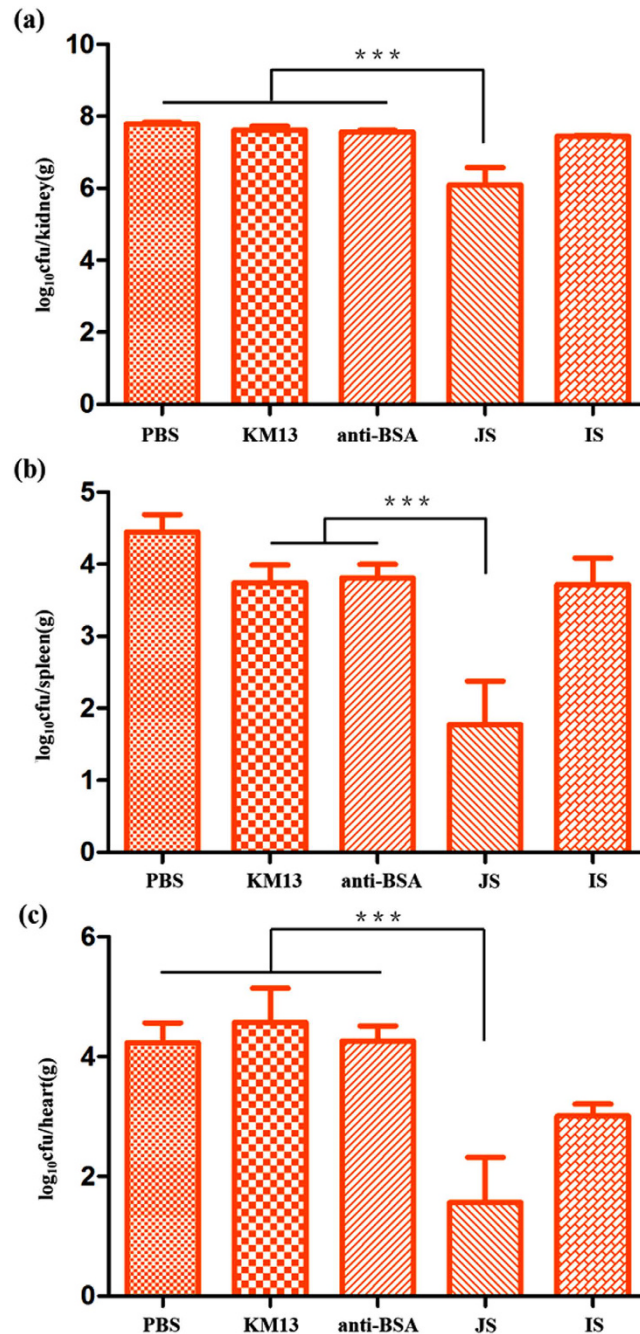 (a)
***
10
8
6
4
2
0
log₁₀cfu/kidney(g)
PBS KM13 anti-BSA JS IS
(b)
***
5
4
3
2
1
0
log₁₀cfu/spleen(g)
PBS KM13 anti-BSA JS IS
(c)
***
6
4
2
0
log₁₀cfu/heart(g)
PBS KM13 anti-BSA JS IS